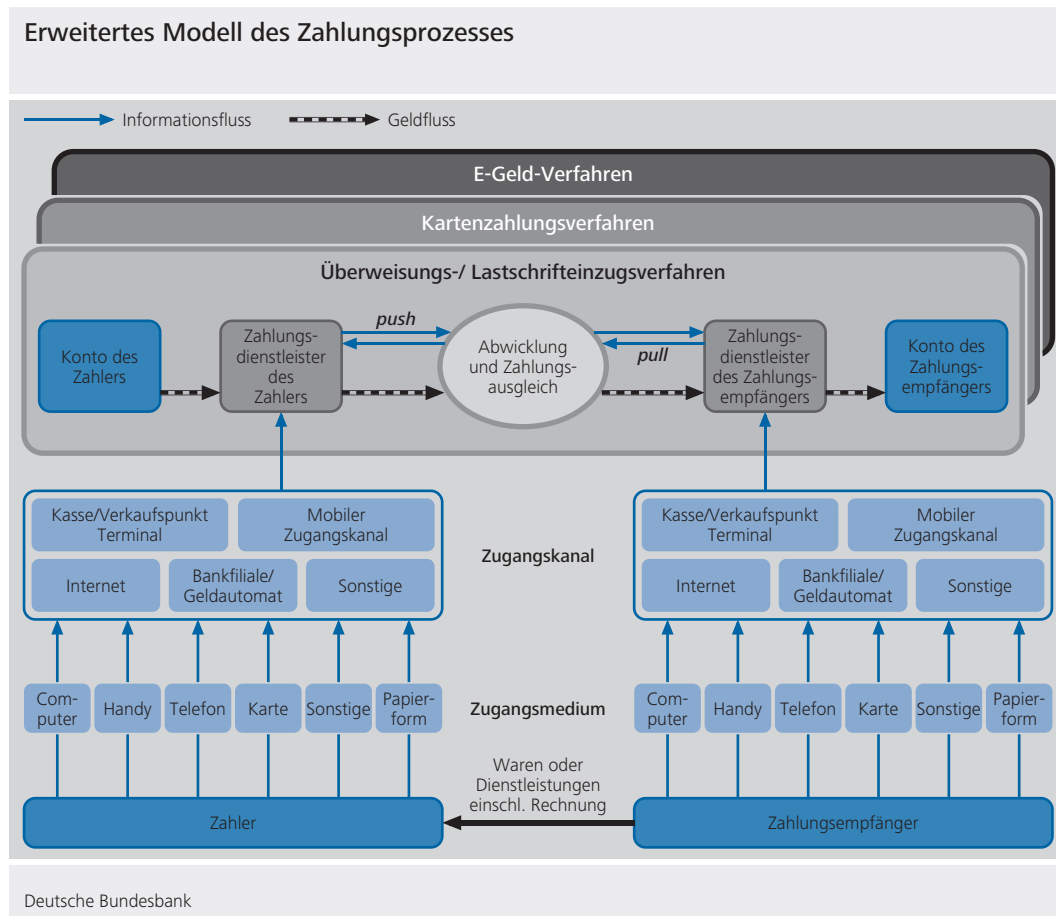 Erweitertes Modell des Zahlungsprozesses
Informationsfluss
Geldfluss
E-Geld-Verfahren
Kartenzahlungsverfahren
Überweisungs-/ Lastschrifteinzugsverfahren
Konto des
Zahlers
Zahlungs-
dienstleister
des
Zahlers
push
Abwicklung
und Zahlungs-
ausgleich
pull
Zahlungs-
dienstleister
des Zahlungs-
empfängers
Konto des
Zahlungs-
empfängers
Kasse/Verkaufspunkt
Terminal
Mobiler
Zugangskanal
Internet
Bankfiliale/
Geldautomat
Sonstige
Zugangskanal
Kasse/Verkaufspunkt
Terminal
Mobiler
Zugangskanal
Internet
Bankfiliale/
Geldautomat
Sonstige
Com-
puter
Handy
Telefon
Karte
Sonstige
Papier-
form
Zugangsmedium
Com-
puter
Handy
Telefon
Karte
Sonstige
Papier-
form
Waren oder
Dienstleistungen
einschl. Rechnung
Zahler
Zahlungsempfänger
Deutsche Bundesbank